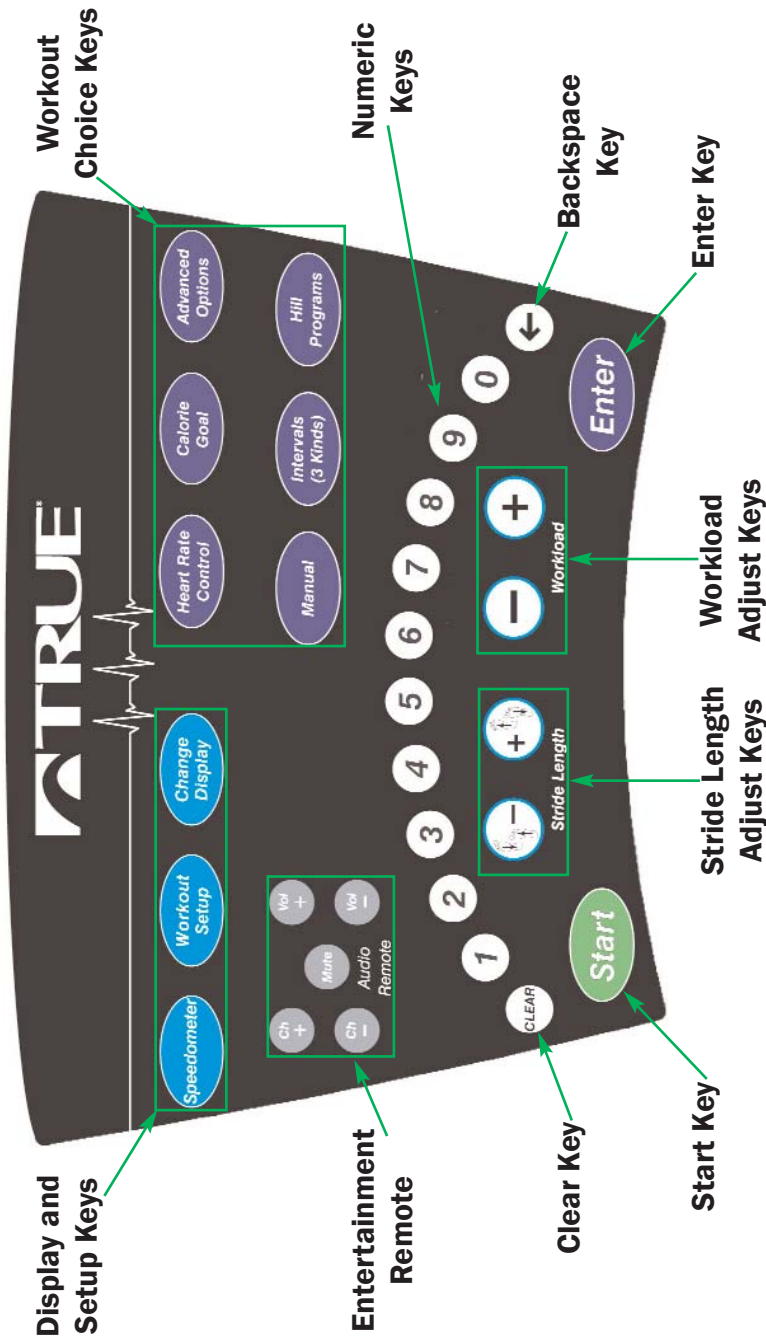 Display and
Setup Keys
Workout
Choice Keys
TRUE
Speedometer
Workout
Setup
Change
Display
Heart Rate
Control
Calorie
Goal
Advanced
Options
Manual
Intervals
(3 Kinds)
Hill
Programs
Entertainment
Remote
Ch
+
Vol
+
Mute
Ch
−
Vol
−
Audio
Remote
Numeric
Keys
CLEAR
1
2
3
4
5
6
7
8
9
0
←
Backspace
Key
Clear Key
−
+
Stride Length
−
+
Workload
Start
Enter
Start Key
Stride Length
Adjust Keys
Workload
Adjust Keys
Enter Key